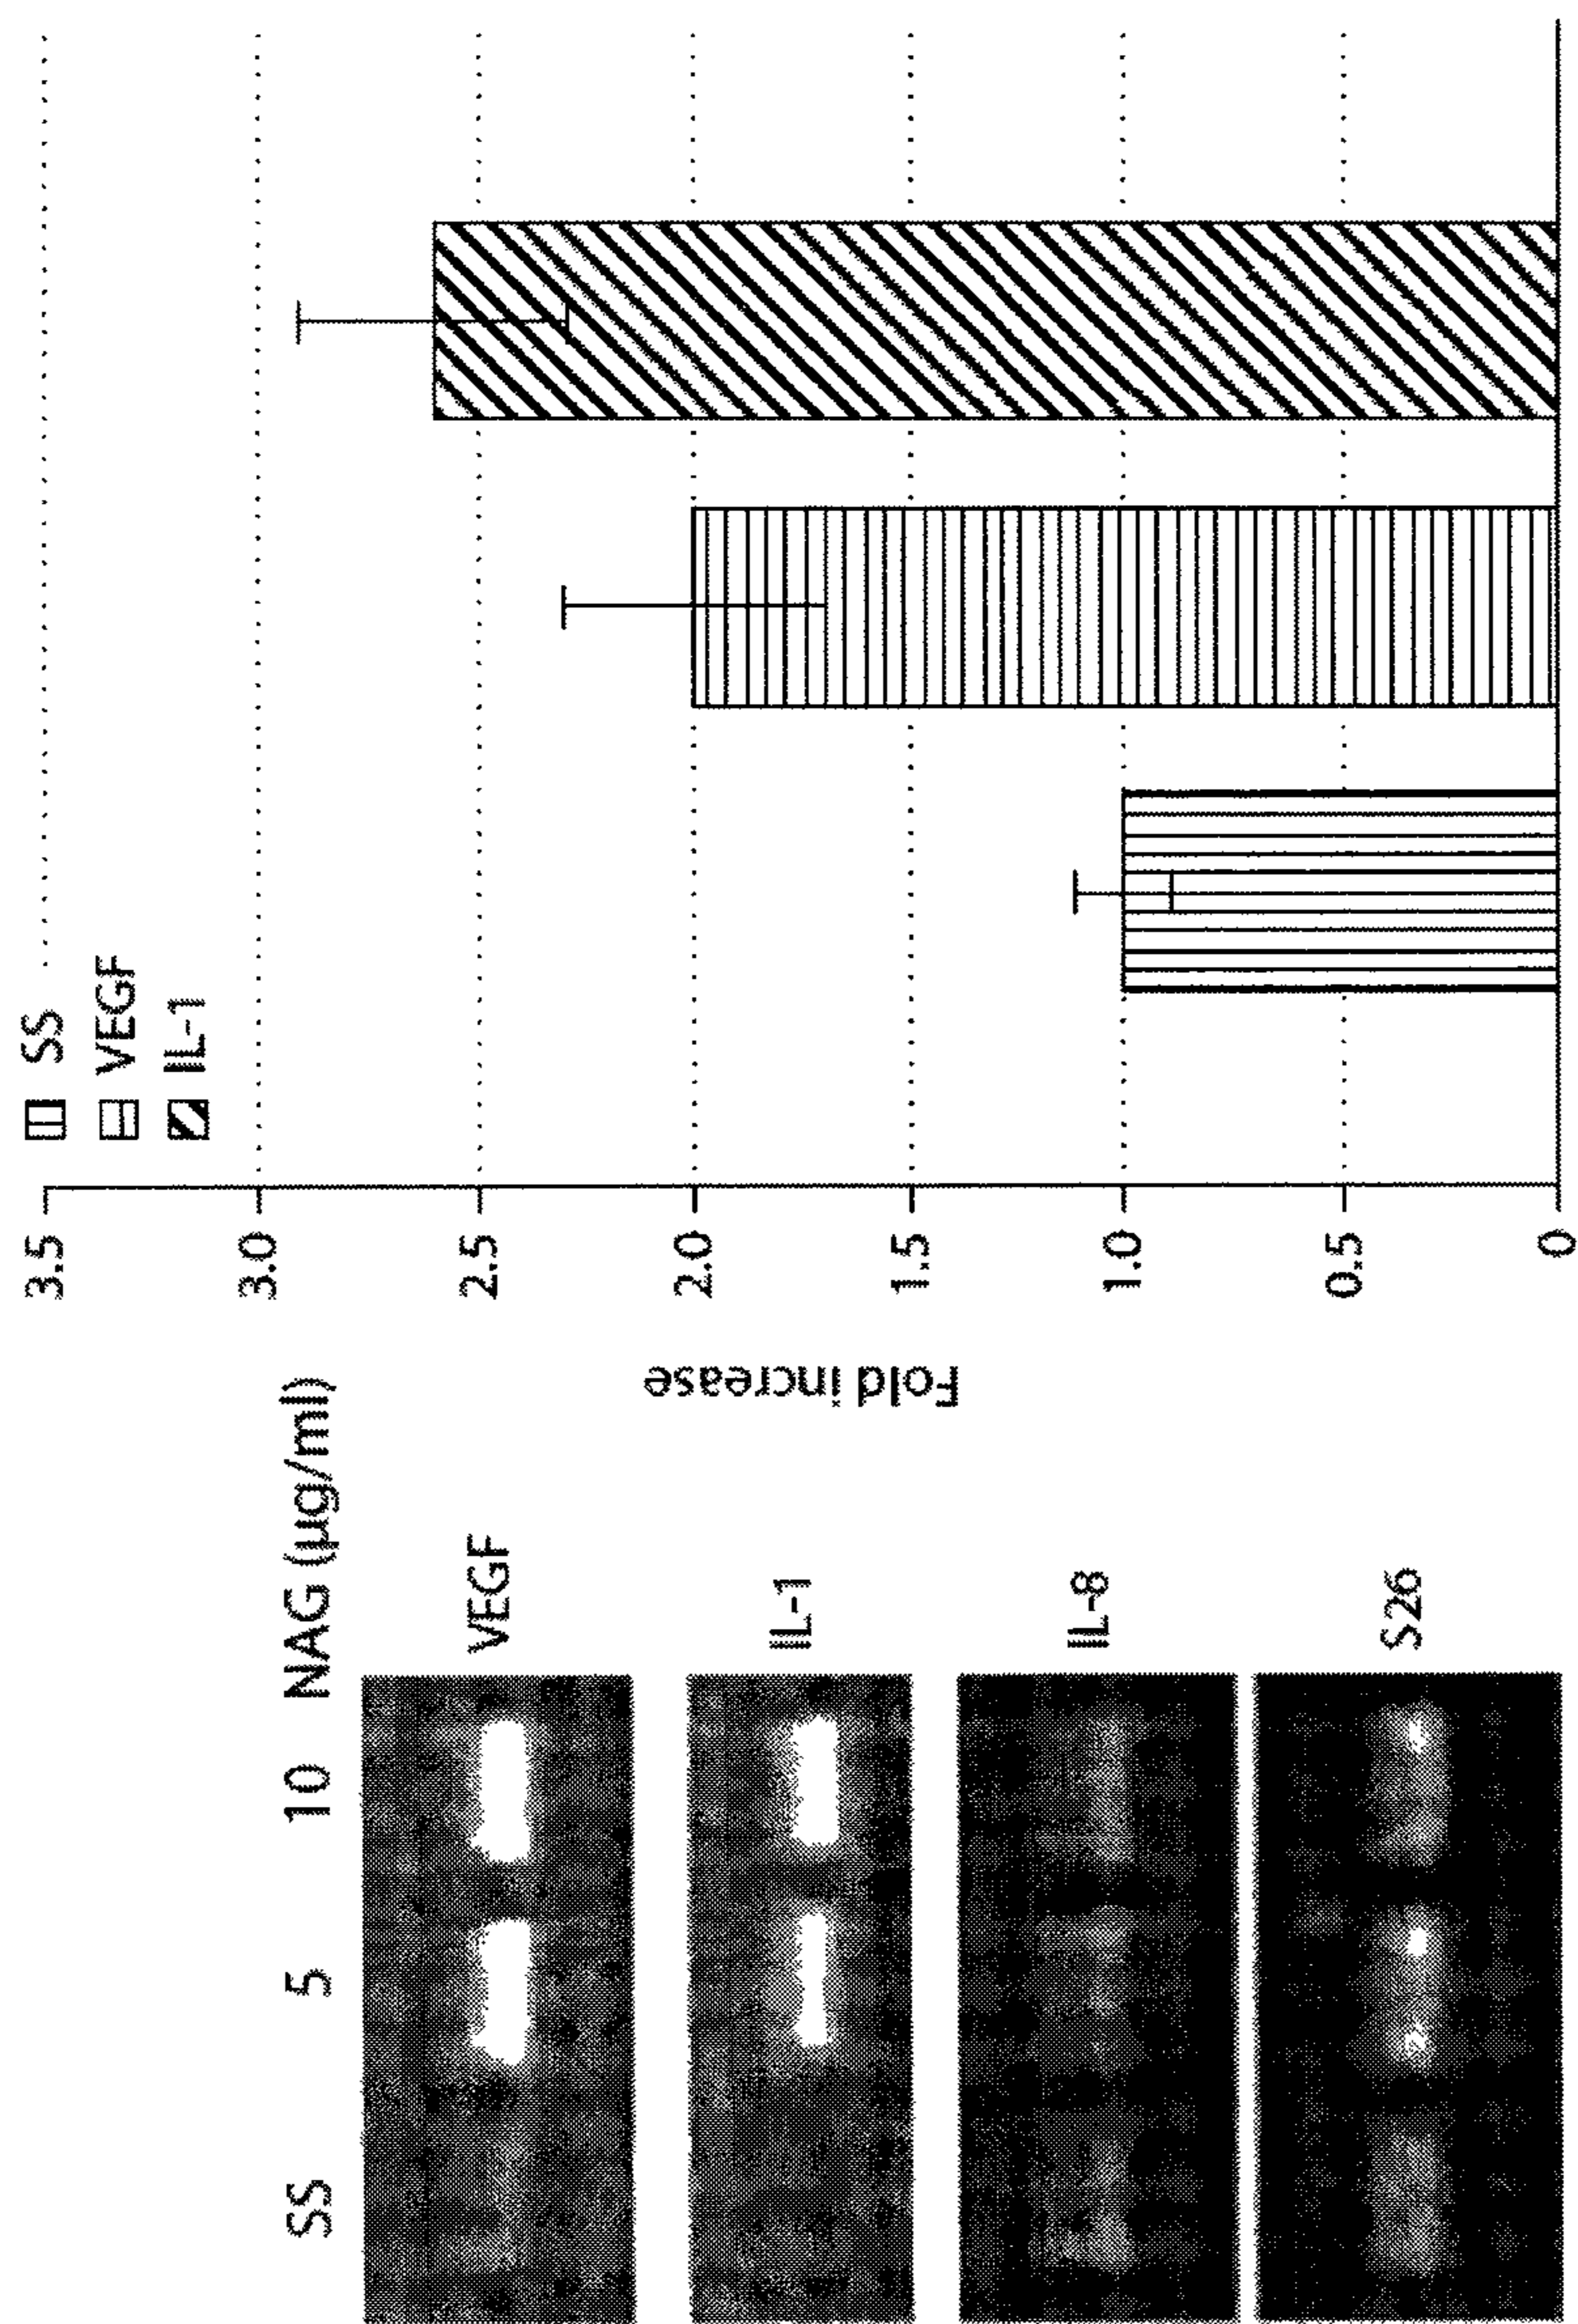 SS 5 10 NAG (µg/ml)
VEGF
IL-1
IL-8
S26
Fold increase
3.5
3.0
2.5
2.0
1.5
1.0
0.5
0
SS
VEGF
IL-1